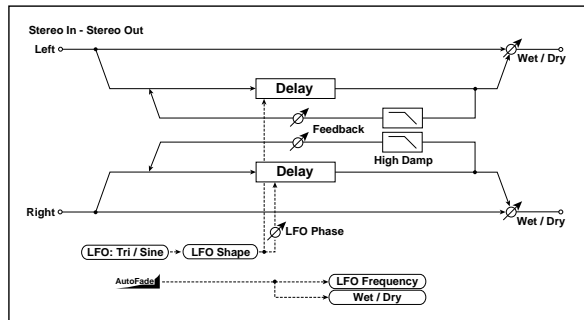 Stereo In - Stereo Out
Left
Wet / Dry
Delay
Feedback
High Damp
Delay
Right
Wet / Dry
LFO Phase
LFO: Tri / Sine
LFO Shape
AutoFade
LFO Frequency
Wet / Dry